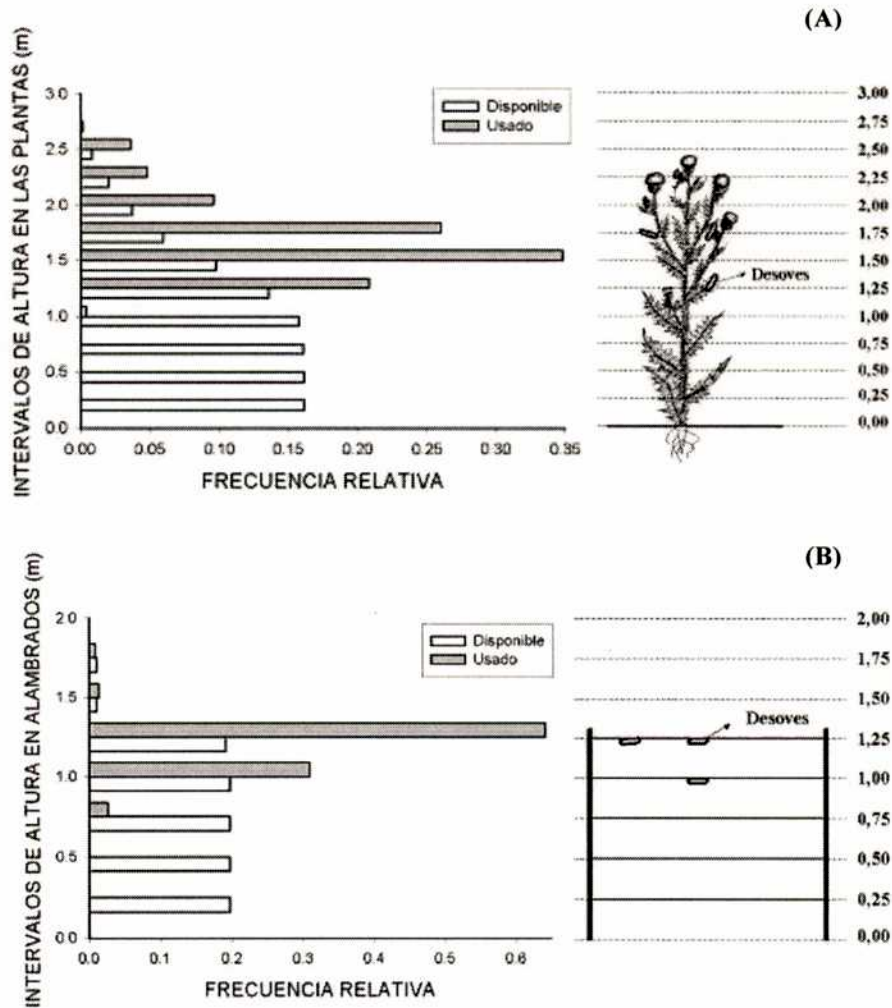 (A)
INTERVALOS DE ALTURA EN LAS PLANTAS (m)
3.0
2.5
2.0
1.5
1.0
0.5
0.0
0.00 0.05 0.10 0.15 0.20 0.25 0.30 0.35
FRECUENCIA RELATIVA
Disponible
Usado
3,00
2,75
2,50
2,25
2,00
1,75
1,50
1,25
1,00
0,75
0,50
0,25
0,00
Desoves
(B)
INTERVALOS DE ALTURA EN ALAMBRADOS (m)
2.0
1.5
1.0
0.5
0.0
0.0 0.1 0.2 0.3 0.4 0.5 0.6
FRECUENCIA RELATIVA
Disponible
Usado
2,00
1,75
1,50
Desoves
1,25
1,00
0,75
0,50
0,25
0,00